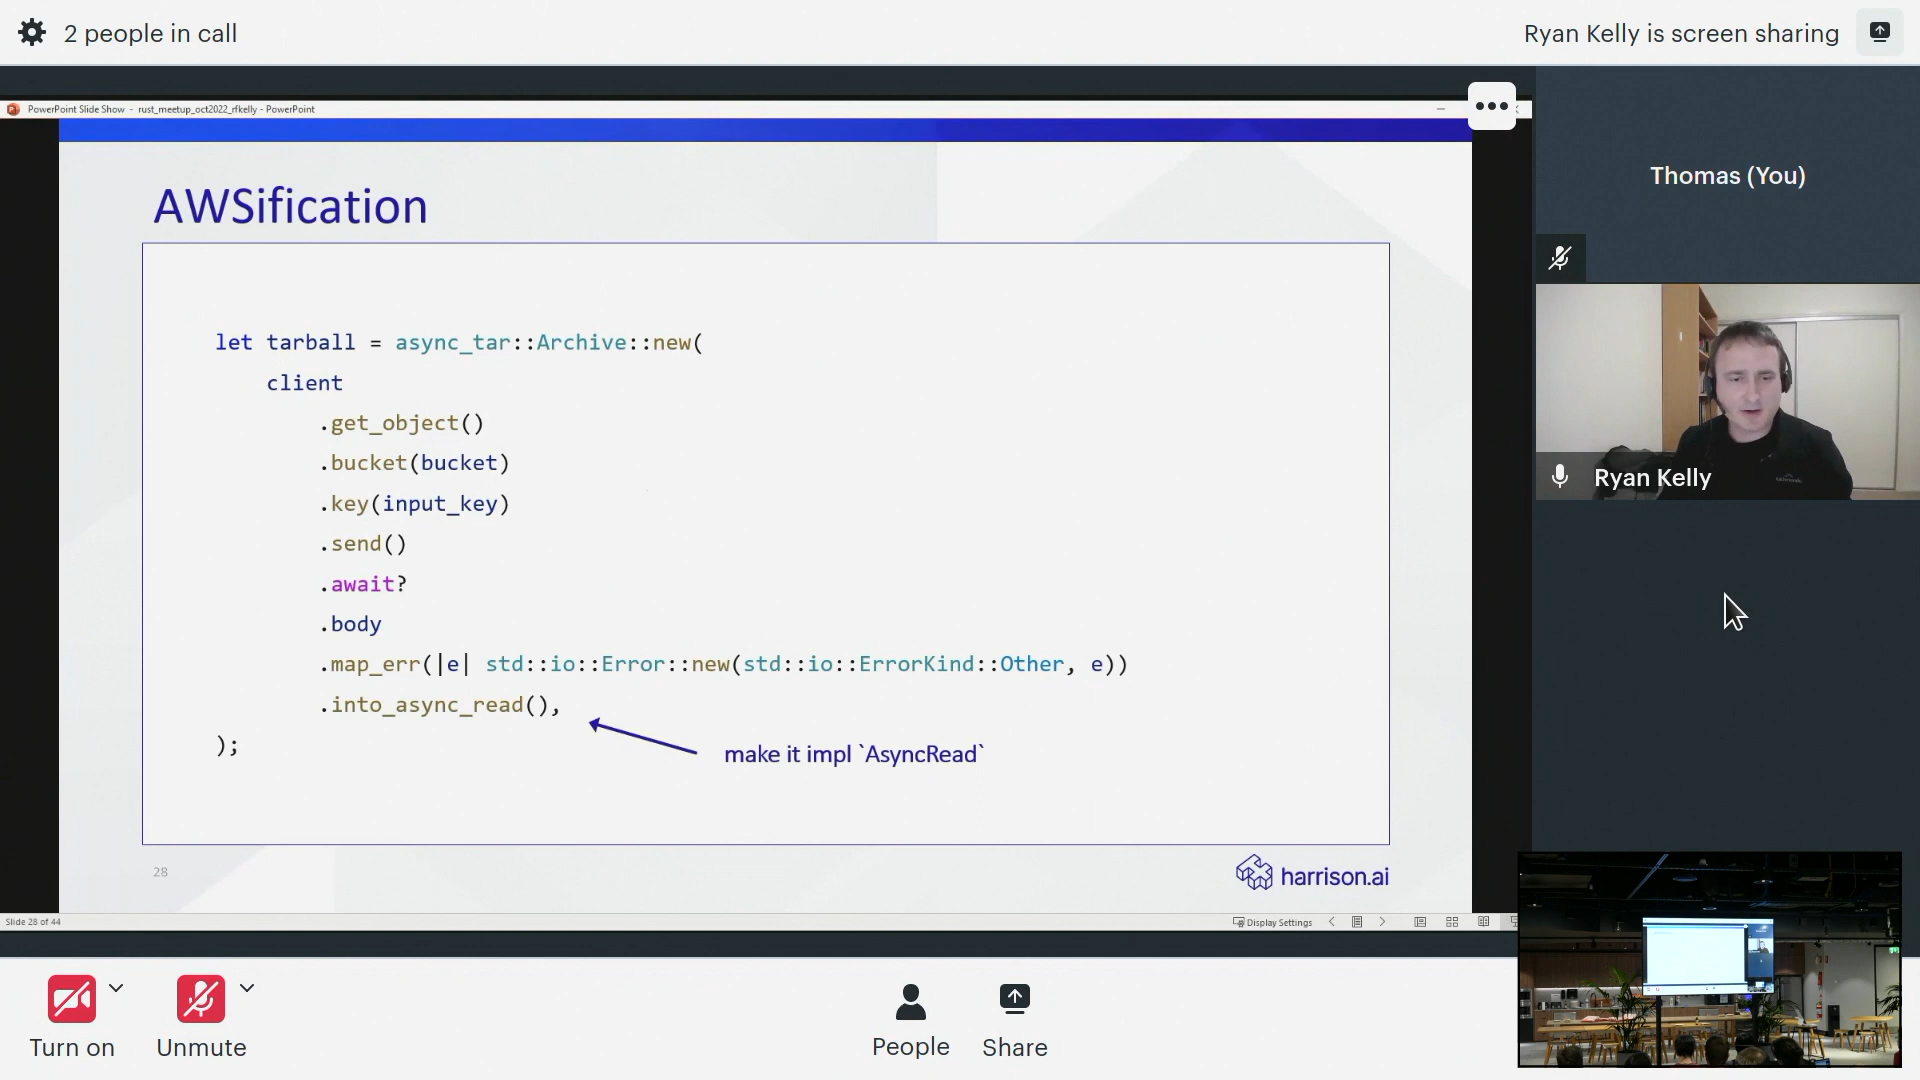 2 people in call
Ryan Kelly is screen sharing
PowerPoint Slide Show - rust_meetup_oct2022_rfkelly - PowerPoint
AWSification
let tarball = async_tar::Archive::new(
client
.get_object()
.bucket(bucket)
.key(input_key)
.send()
.await?
.body
.map_err(|e| std::io::Error::new(std::io::ErrorKind::Other, e))
.into_async_read(),
);
make it impl `AsyncRead`
28
harrison.ai
Slide 28 of 44
Display Settings
Thomas (You)
Ryan Kelly
Turn on
Unmute
People
Share